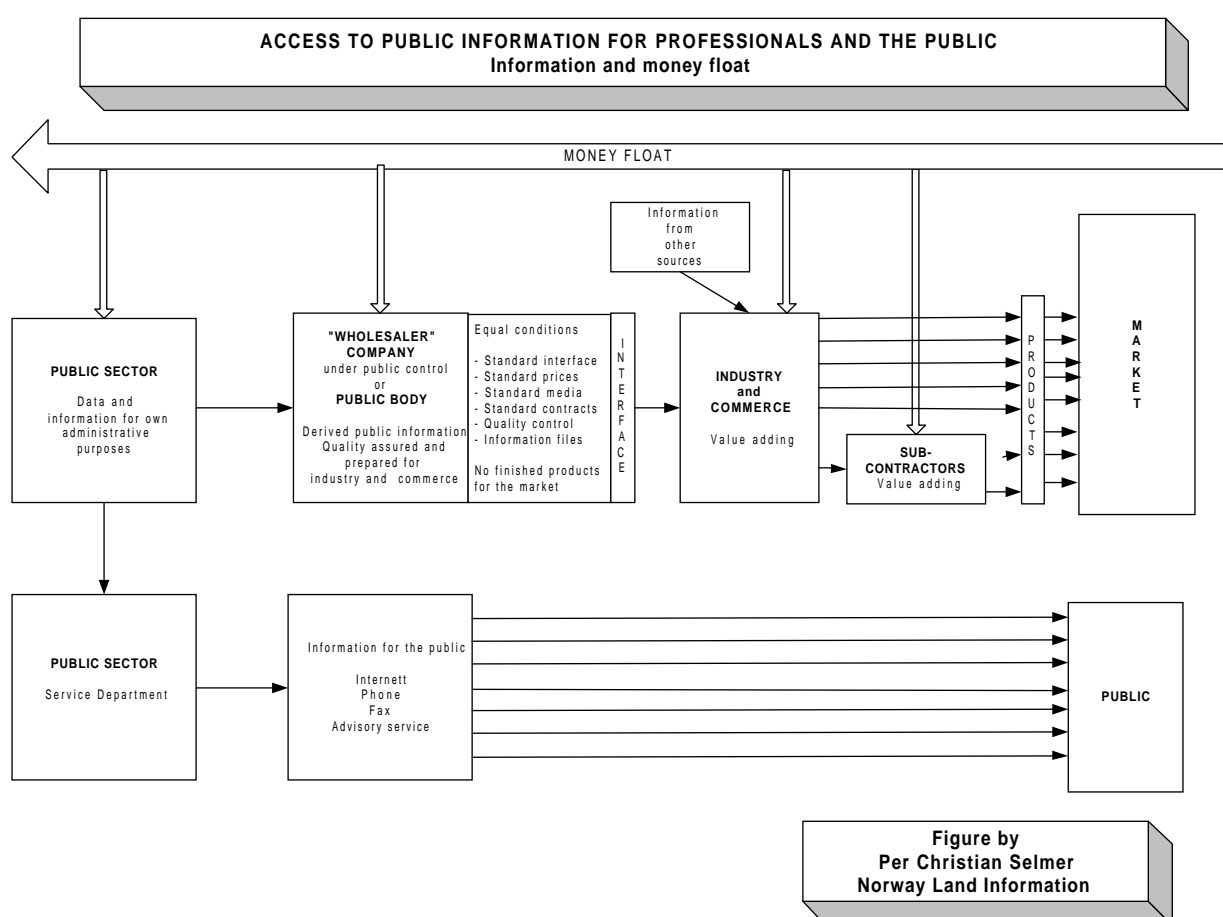 ACCESS TO PUBLIC INFORMATION FOR PROFESSIONALS AND THE PUBLIC
Information and money float
MONEY FLOAT
Information
from
other
sources
PUBLIC SECTOR
Data and
information for own
administrative
purposes
"WHOLESALER"
COMPANY
under public control
or
PUBLIC BODY
Derived public information
Quality assured and
prepared for
industry and commerce
Equal conditions
- Standard interface
- Standard prices
- Standard media
- Standard contracts
- Quality control
- Information files
No finished products
for the market
INTERFACE
INDUSTRY
and
COMMERCE
Value adding
SUB-
CONTRACTORS
Value adding
PRODUCTS
MARKET
PUBLIC SECTOR
Service Department
Information for the public
Internett
Phone
Fax
Advisory service
PUBLIC
Figure by
Per Christian Selmer
Norway Land Information